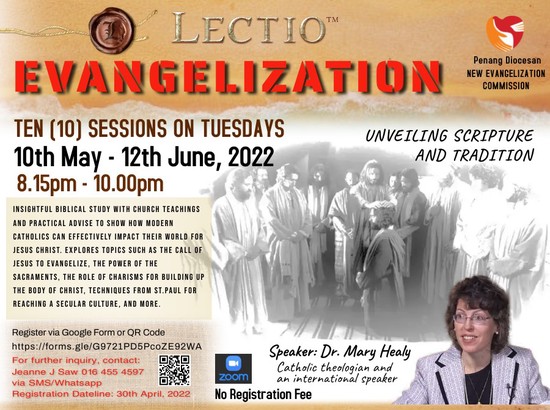 LECTIO™
EVANGELIZATION
Penang Diocesan
NEW EVANGELIZATION
COMMISSION
TEN (10) SESSIONS ON TUESDAYS
10th May - 12th June, 2022
8.15pm - 10.00pm
UNVEILING SCRIPTURE
AND TRADITION
INSIGHTFUL BIBLICAL STUDY WITH CHURCH TEACHINGS
AND PRACTICAL ADVISE TO SHOW HOW MODERN
CATHOLICS CAN EFFECTIVELY IMPACT THEIR WORLD FOR
JESUS CHRIST. EXPLORES TOPICS SUCH AS THE CALL OF
JESUS TO EVANGELIZE, THE POWER OF THE
SACRAMENTS, THE ROLE OF CHARISMS FOR BUILDING UP
THE BODY OF CHRIST, TECHNIQUES FROM ST.PAUL FOR
REACHING A SECULAR CULTURE, AND MORE.
Register via Google Form or QR Code
https://forms.gle/G9721PD5PcoZE92WA
For further inquiry, contact:
Jeanne J Saw 016 455 4597
via SMS/Whatsapp
Registration Dateline: 30th April, 2022
zoom
No Registration Fee
Speaker: Dr. Mary Healy
Catholic theologian and
an international speaker